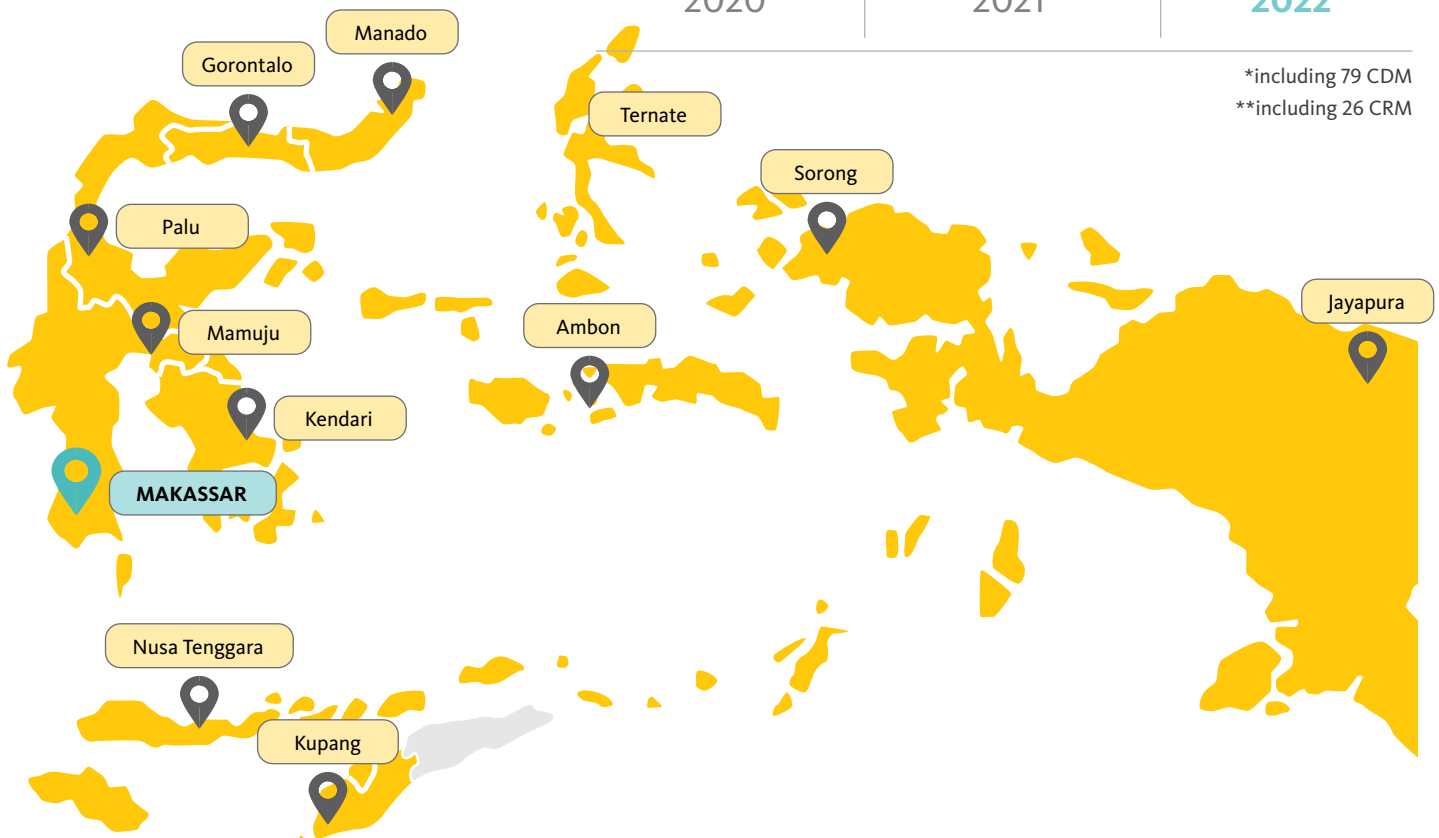 2020
2021
2022
*including 79 CDM
**including 26 CRM
Manado
Gorontalo
Ternate
Sorong
Palu
Jayapura
Ambon
Mamuju
Kendari
MAKASSAR
Nusa Tenggara
Kupang